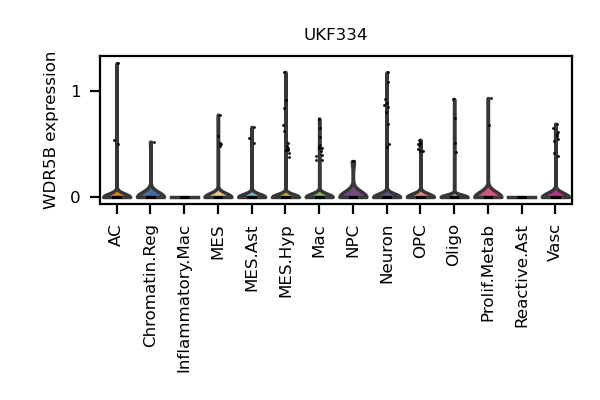 UKF334
WDR5B expression
1
0
AC
Chromatin.Reg
Inflammatory.Mac
MES
MES.Ast
MES.Hyp
Mac
NPC
Neuron
OPC
Oligo
Prolif.Metab
Reactive.Ast
Vasc